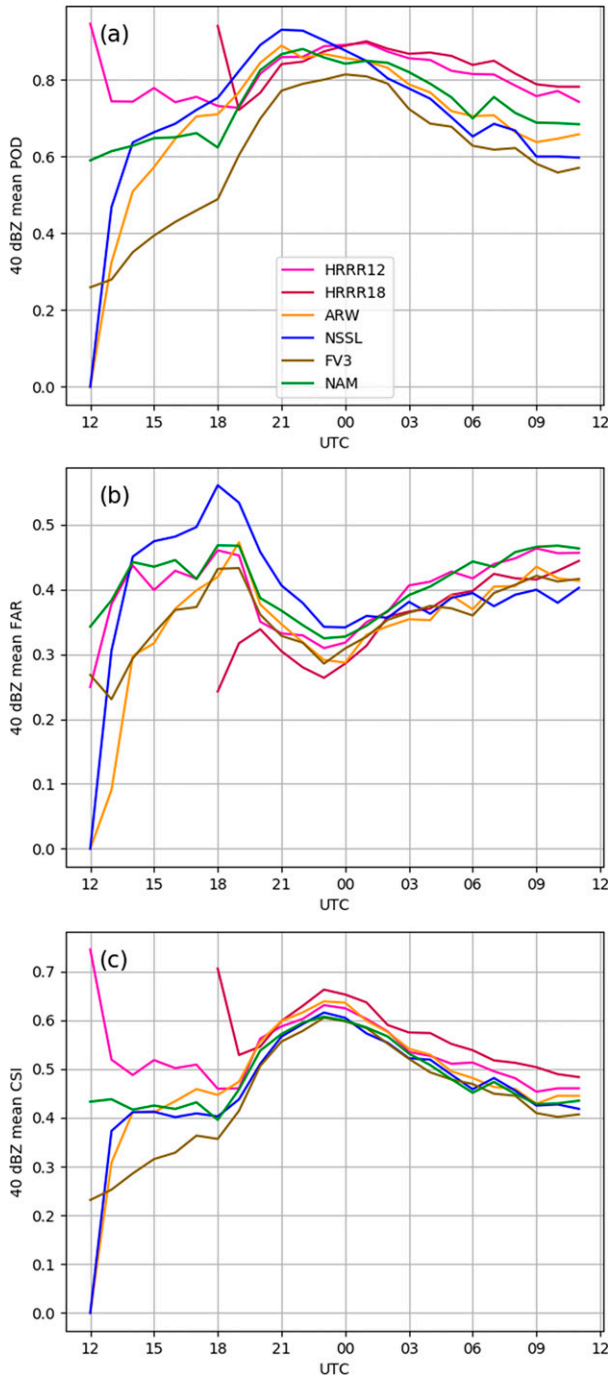 (a)
40 dBZ mean POD
0.8
0.6
0.4
0.2
0.0
HRRR12
HRRR18
ARW
NSSL
FV3
NAM
12 15 18 21 00 03 06 09 12
UTC
(b)
40 dBZ mean FAR
0.5
0.4
0.3
0.2
0.1
0.0
12 15 18 21 00 03 06 09 12
UTC
(c)
40 dBZ mean CSI
0.7
0.6
0.5
0.4
0.3
0.2
0.1
0.0
12 15 18 21 00 03 06 09 12
UTC